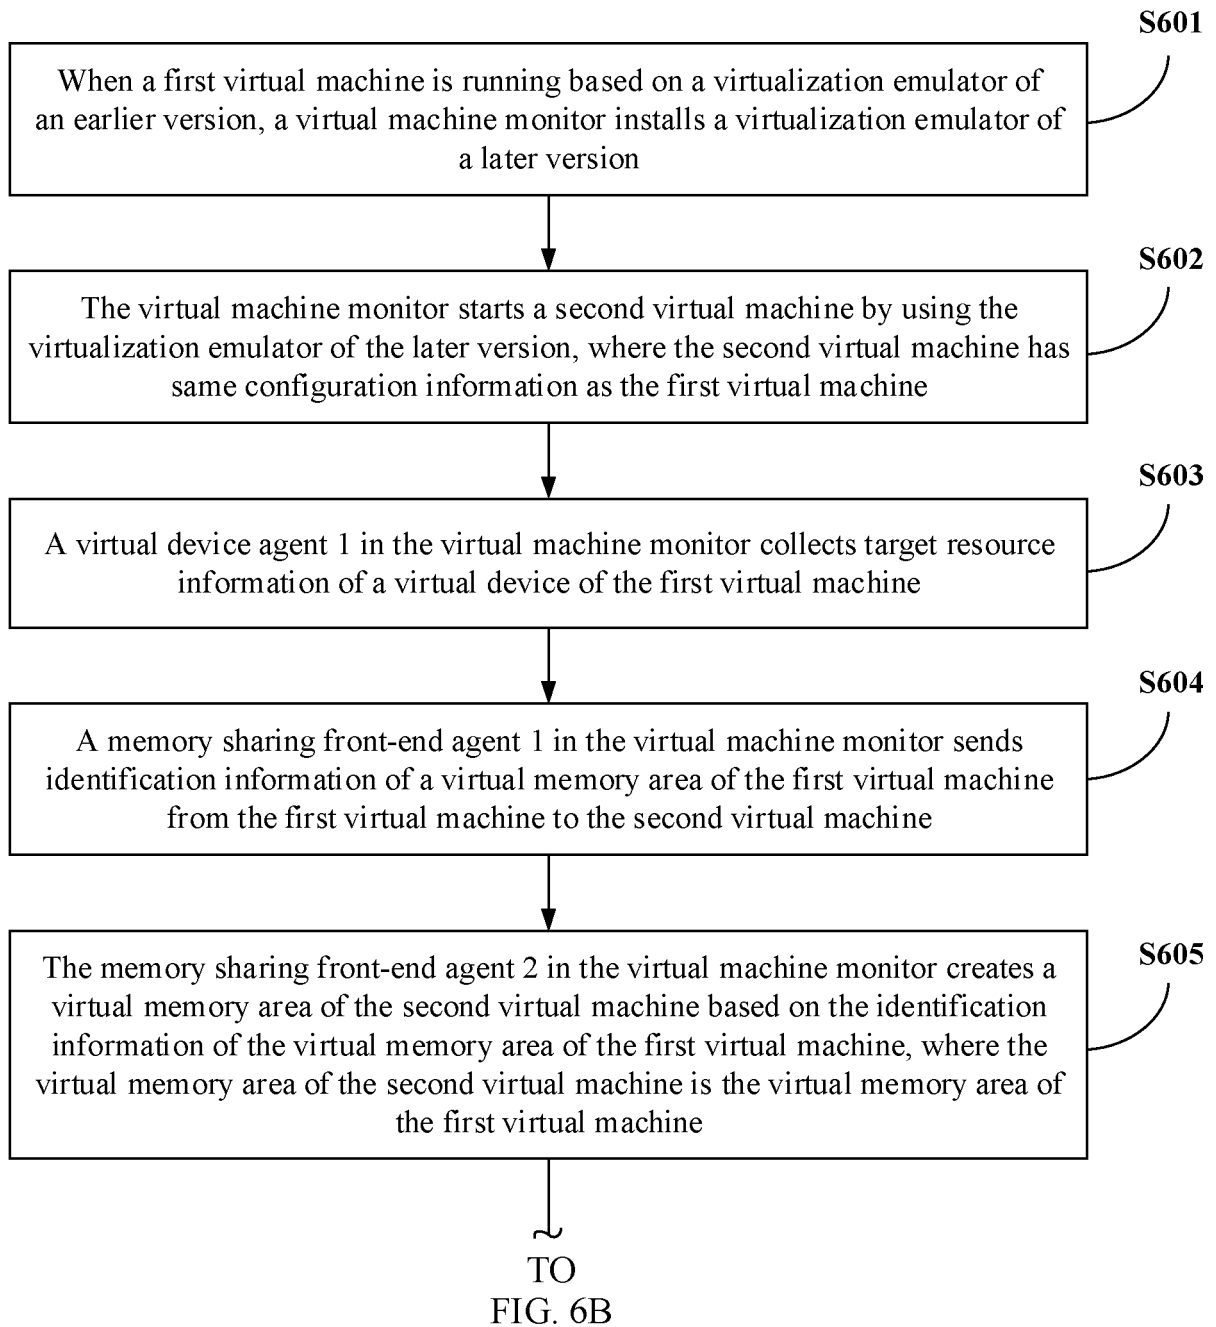 S601
When a first virtual machine is running based on a virtualization emulator of
an earlier version, a virtual machine monitor installs a virtualization emulator of
a later version
S602
The virtual machine monitor starts a second virtual machine by using the
virtualization emulator of the later version, where the second virtual machine has
same configuration information as the first virtual machine
S603
A virtual device agent 1 in the virtual machine monitor collects target resource
information of a virtual device of the first virtual machine
S604
A memory sharing front-end agent 1 in the virtual machine monitor sends
identification information of a virtual memory area of the first virtual machine
from the first virtual machine to the second virtual machine
S605
The memory sharing front-end agent 2 in the virtual machine monitor creates a
virtual memory area of the second virtual machine based on the identification
information of the virtual memory area of the first virtual machine, where the
virtual memory area of the second virtual machine is the virtual memory area of
the first virtual machine
TO
FIG. 6B